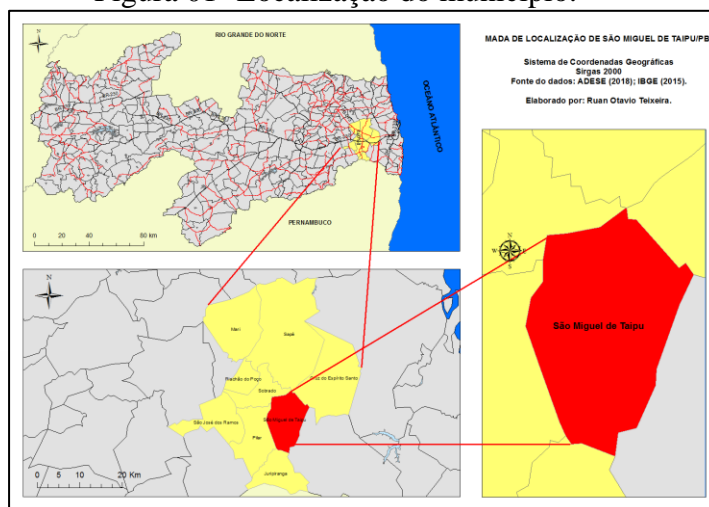 Figura 01- Localização do município.
RIO GRANDE DO NORTE
OCEANO ATLÂNTICO
PERNAMBUCO
0 20 40 80 km
MADA DE LOCALIZAÇÃO DE SÃO MIGUEL DE TAIPU/PB
Sistema de Coordenadas Geográficas
Sirgas 2000
Fonte do dados: ADESE (2018); IBGE (2015).
Elaborado por: Ruan Otavio Teixeira.
N
S
São Miguel de Taipu
Mari
Sapé
Riachão do Poço
Sobrado
Cruz do Espírito Santo
São José dos Ramos
São Miguel de Taipu
Pilar
Juripiranga
0 5 10 20 Km